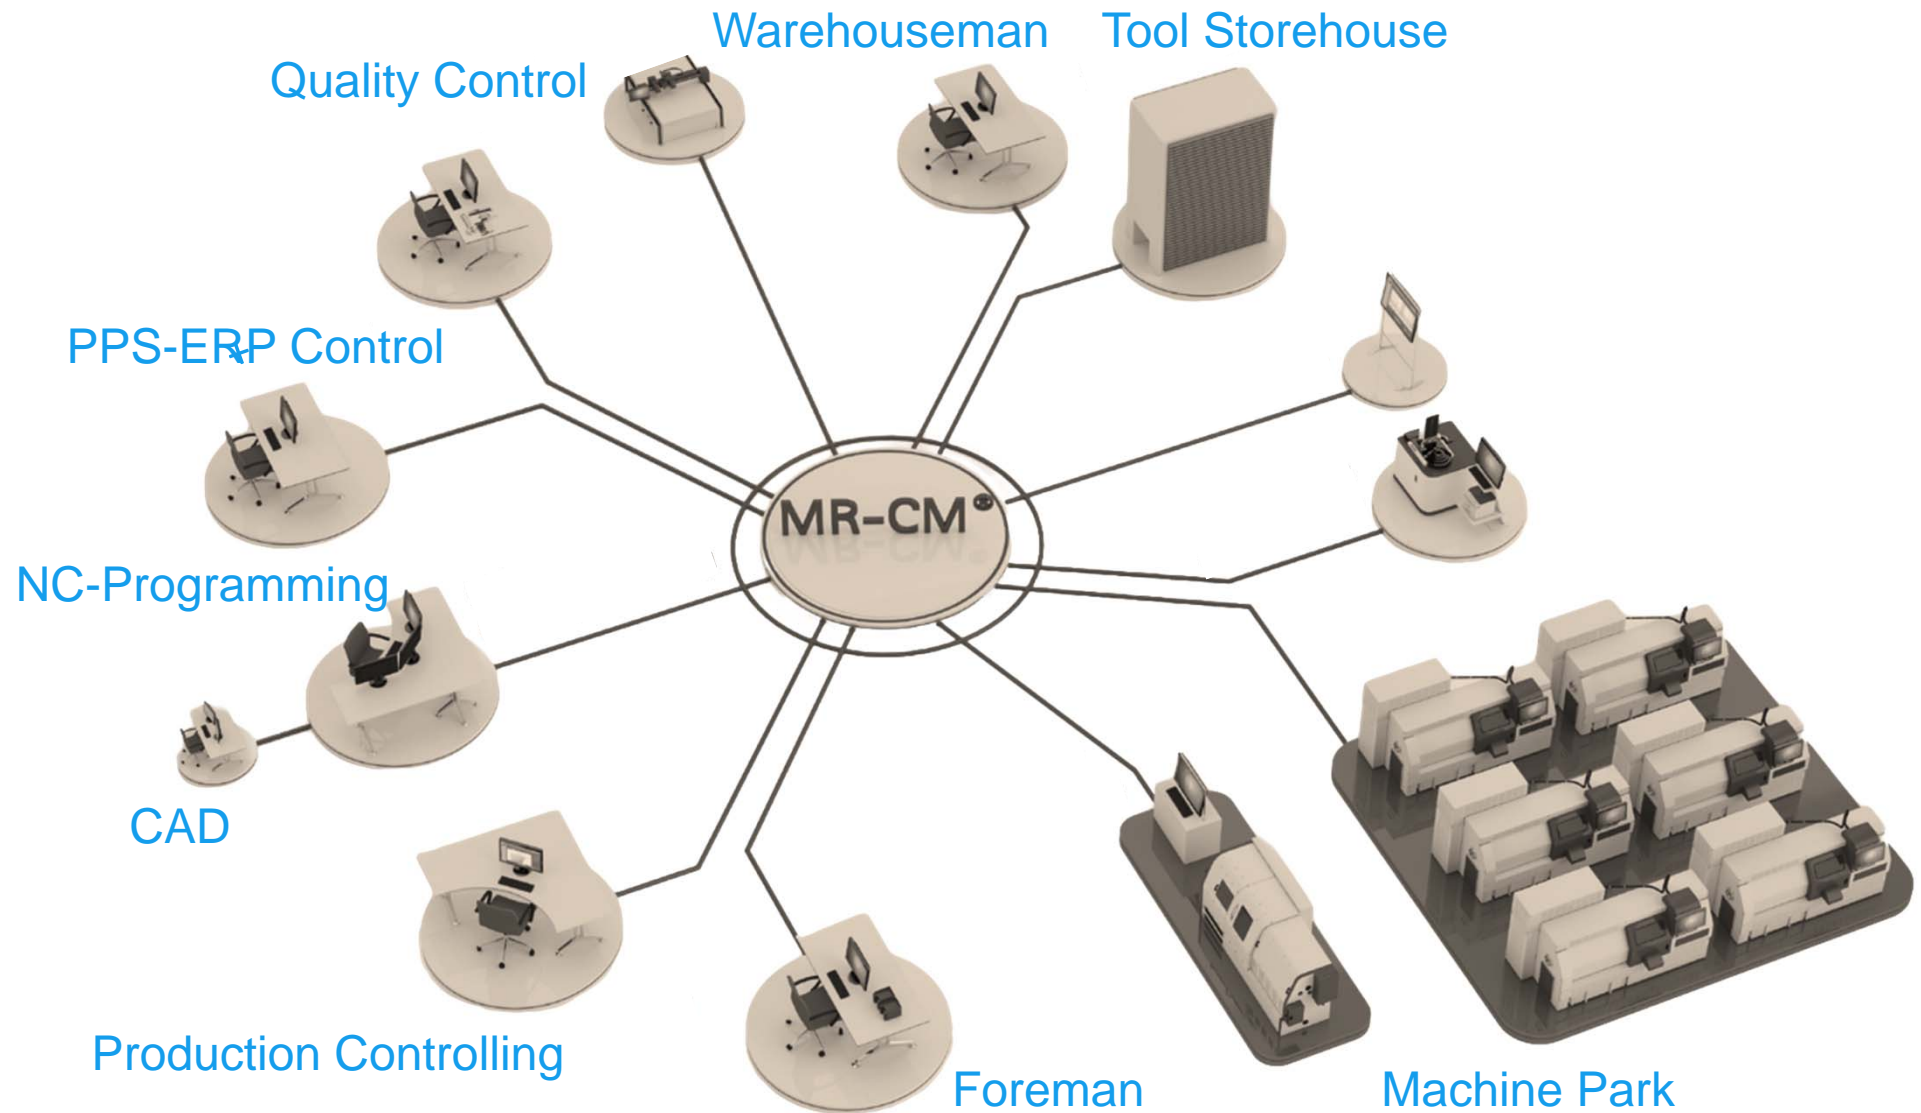 Warehouseman
Tool Storehouse
Quality Control
PPS-ERP Control
MR-CM®
NC-Programming
CAD
Production Controlling
Foreman
Machine Park